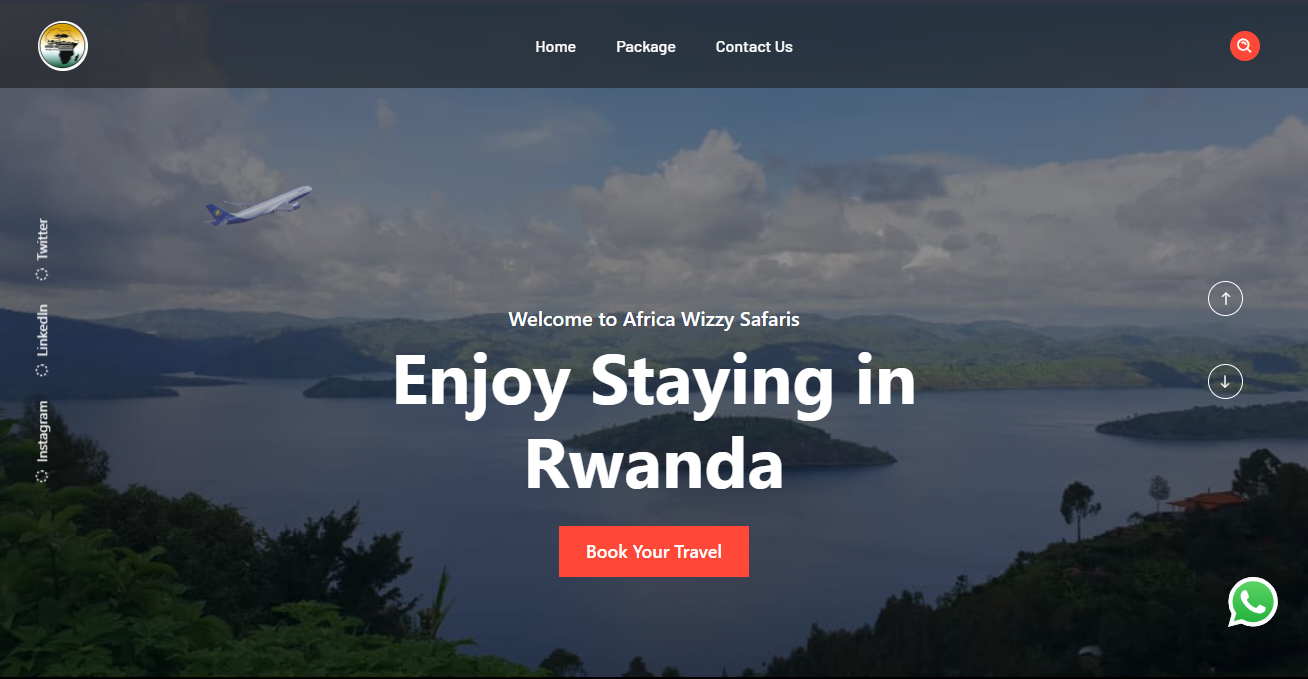 Home
Package
Contact Us
Twitter
LinkedIn
Instagram
Welcome to Africa Wizzy Safaris
Enjoy Staying in
Rwanda
Book Your Travel